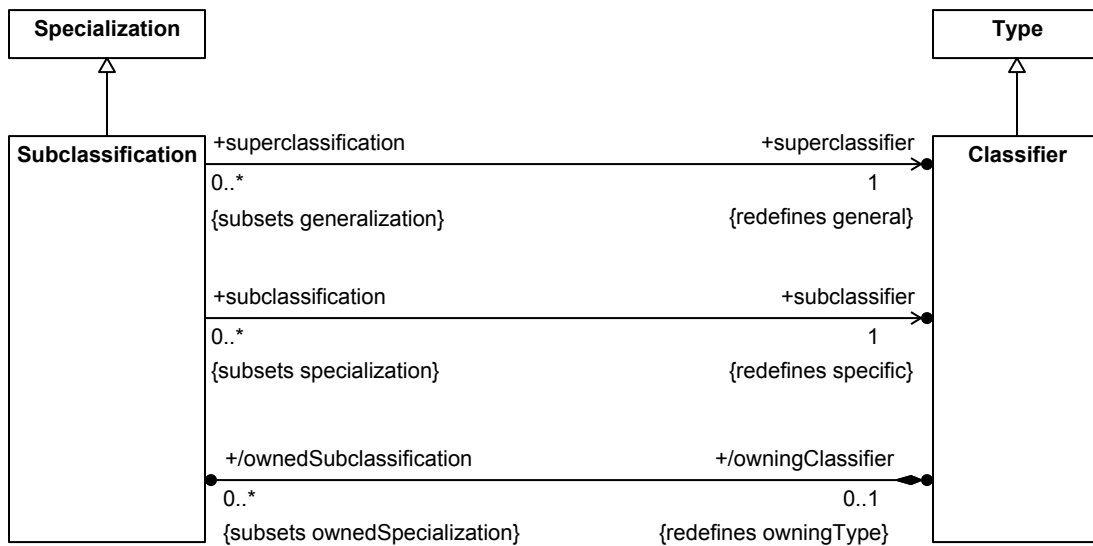 Specialization
Type
Subclassification
Classifier
+superclassification
+superclassifier
0..*
1
{subsets generalization}
{redefines general}
+subclassification
+subclassifier
0..*
1
{subsets specialization}
{redefines specific}
+/ownedSubclassification
+/owningClassifier
0..*
0..1
{subsets ownedSpecialization}
{redefines owningType}